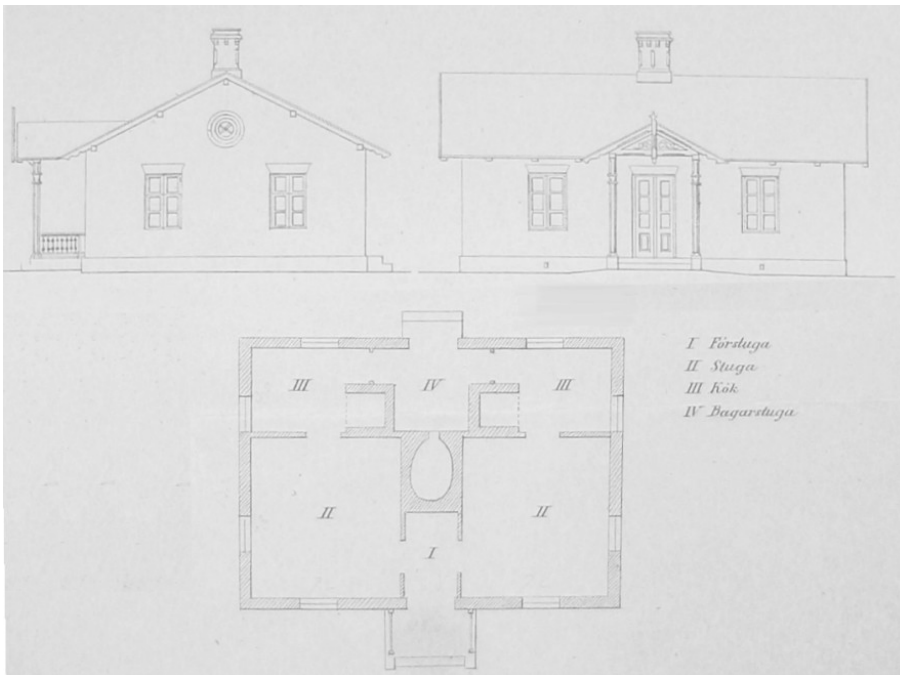 I Förstuga
II Stuga
III Kök
IV Bagarstuga
III
IV
III
II
II
I